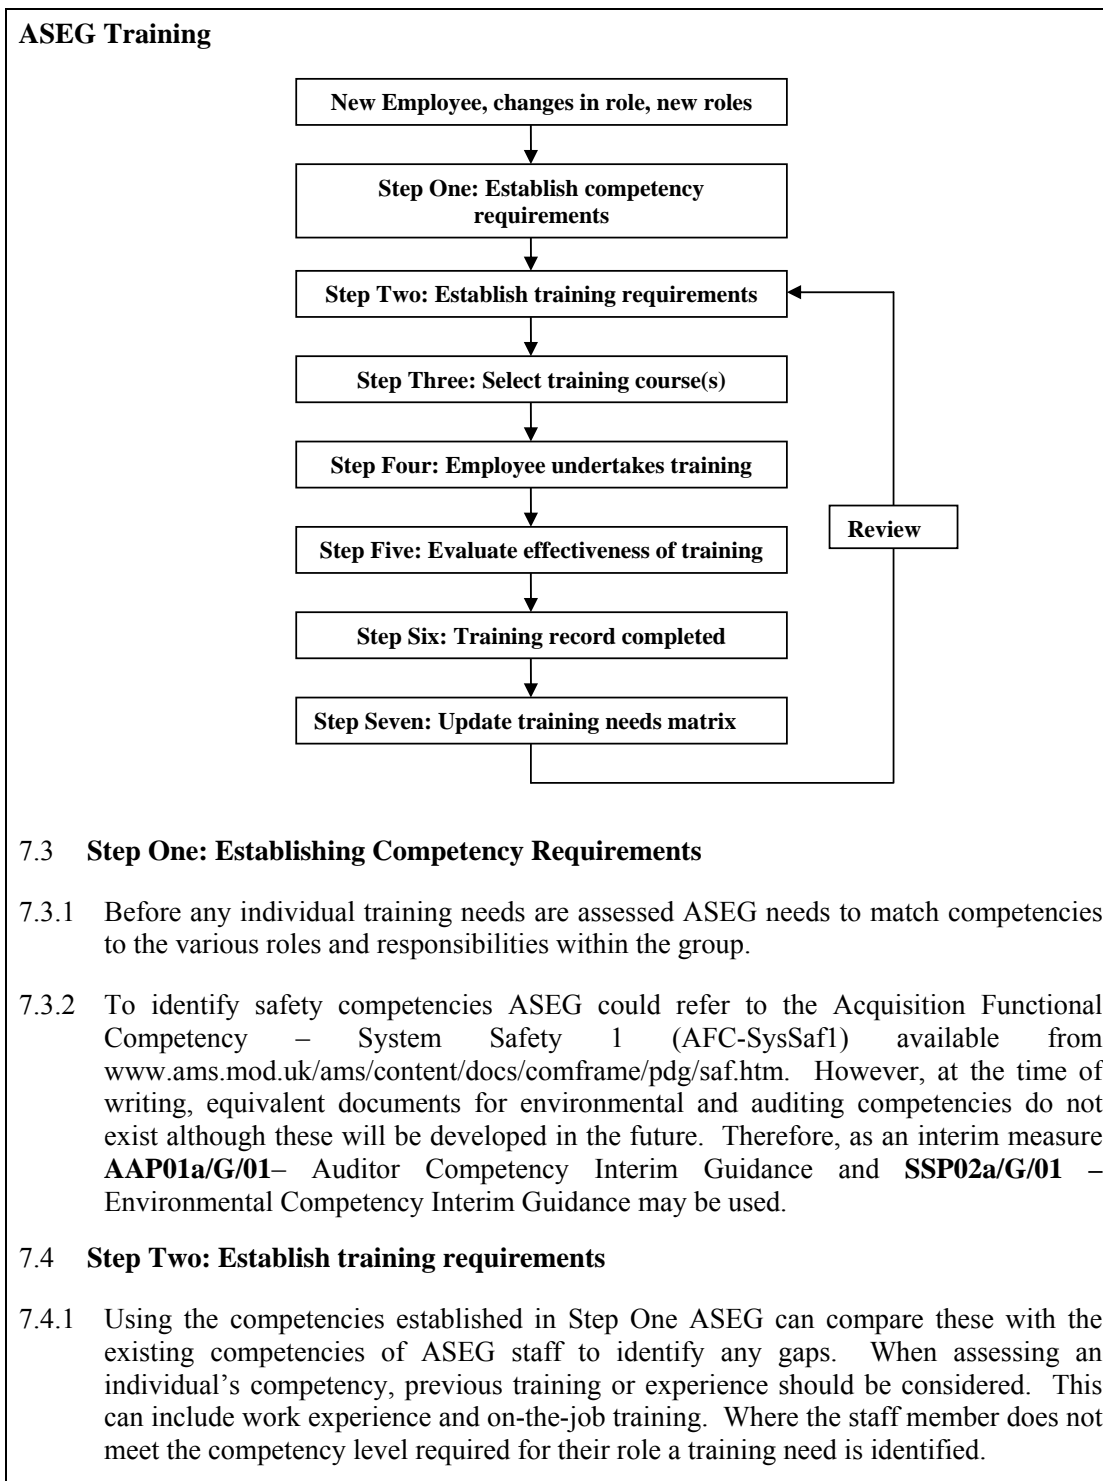 ASEG Training
New Employee, changes in role, new roles
Step One: Establish competency
requirements
Step Two: Establish training requirements
Step Three: Select training course(s)
Step Four: Employee undertakes training
Step Five: Evaluate effectiveness of training
Review
Step Six: Training record completed
Step Seven: Update training needs matrix
7.3 Step One: Establishing Competency Requirements
7.3.1 Before any individual training needs are assessed ASEG needs to match competencies
to the various roles and responsibilities within the group.
7.3.2 To identify safety competencies ASEG could refer to the Acquisition Functional
Competency – System Safety 1 (AFC-SysSaf1) available from
www.ams.mod.uk/ams/content/docs/comframe/pdg/saf.htm. However, at the time of
writing, equivalent documents for environmental and auditing competencies do not
exist although these will be developed in the future. Therefore, as an interim measure
AAP01a/G/01– Auditor Competency Interim Guidance and SSP02a/G/01 –
Environmental Competency Interim Guidance may be used.
7.4 Step Two: Establish training requirements
7.4.1 Using the competencies established in Step One ASEG can compare these with the
existing competencies of ASEG staff to identify any gaps. When assessing an
individual's competency, previous training or experience should be considered. This
can include work experience and on-the-job training. Where the staff member does not
meet the competency level required for their role a training need is identified.